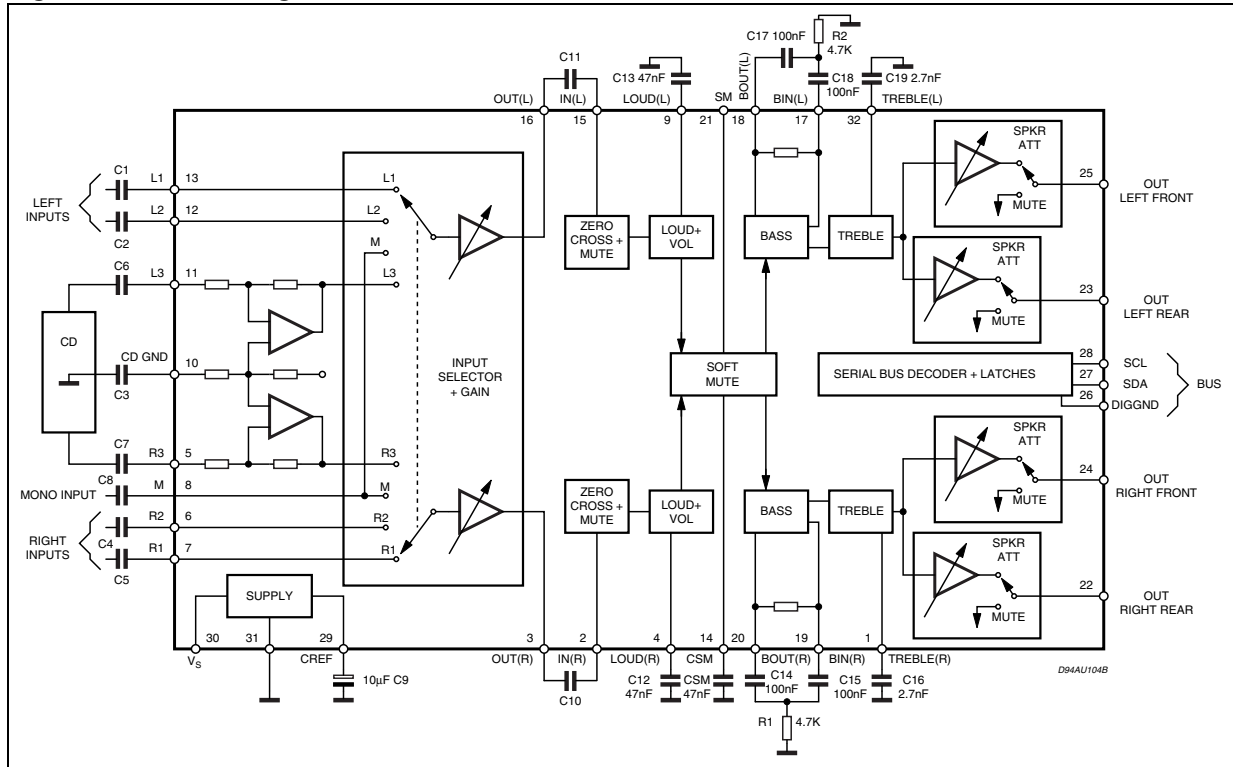 C17 100nF
R2
4.7K
C11
C13 47nF
C18
100nF
C19 2.7nF
OUT(L)
IN(L)
LOUD(L)
SM
BOUT(L)
BIN(L)
TREBLE(L)
16
15
9
21
18
17
32
LEFT
INPUTS
C1
L1
13
L1
C2
L2
12
L2
M
C6
L3
11
L3
CD
CD GND
10
C3
C7
R3
5
R3
MONO INPUT
C8
M
8
M
RIGHT
INPUTS
R2
6
R2
C4
R1
7
R1
C5
INPUT
SELECTOR
+ GAIN
ZERO
CROSS +
MUTE
LOUD+
VOL
BASS
TREBLE
SPKR
ATT
MUTE
25
OUT
LEFT FRONT
SPKR
ATT
MUTE
23
OUT
LEFT REAR
SOFT
MUTE
SERIAL BUS DECODER + LATCHES
28
SCL
27
SDA
26
DIGGND
BUS
ZERO
CROSS +
MUTE
LOUD+
VOL
BASS
TREBLE
SPKR
ATT
MUTE
24
OUT
RIGHT FRONT
SPKR
ATT
MUTE
22
OUT
RIGHT REAR
SUPPLY
30
31
29
3
2
4
14
20
19
1
VS
CREF
OUT(R)
IN(R)
LOUD(R)
CSM
BOUT(R)
BIN(R)
TREBLE(R)
D94AU104B
10µF C9
C10
C12
47nF
CSM
47nF
C14
100nF
C15
100nF
C16
2.7nF
R1
4.7K